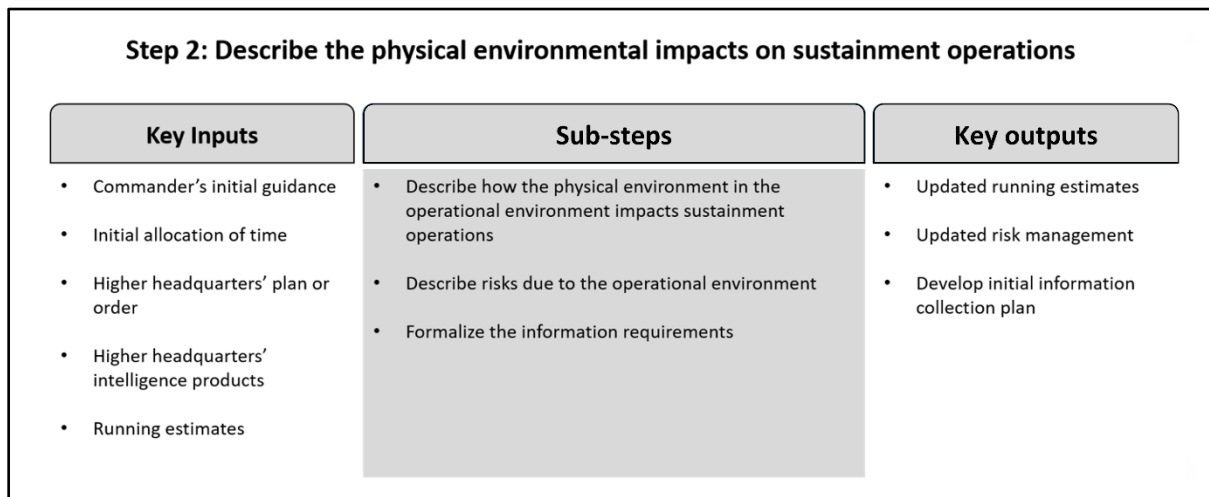 Step 2: Describe the physical environmental impacts on sustainment operations
Key Inputs
• Commander’s initial guidance
• Initial allocation of time
• Higher headquarters’ plan or
order
• Higher headquarters’
intelligence products
• Running estimates
Sub-steps
• Describe how the physical environment in the
operational environment impacts sustainment
operations
• Describe risks due to the operational environment
• Formalize the information requirements
Key outputs
• Updated running estimates
• Updated risk management
• Develop initial information
collection plan